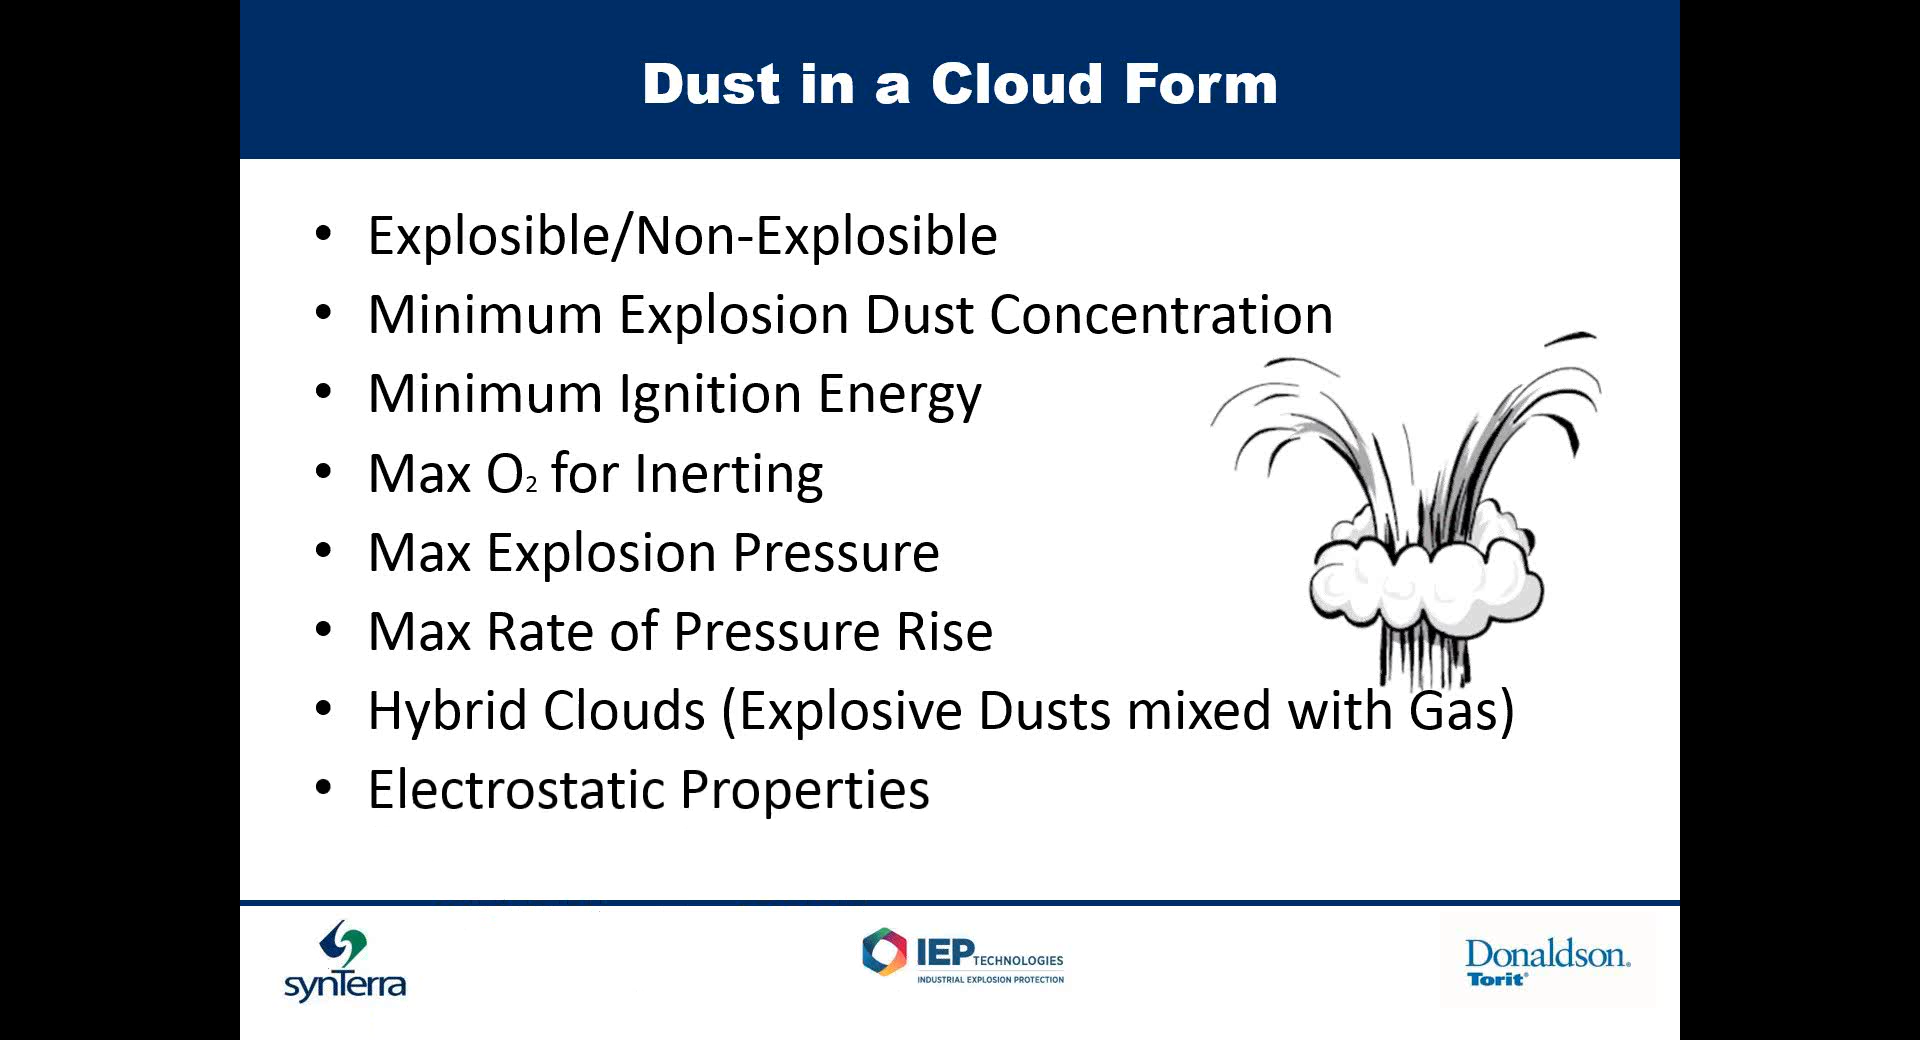 Dust in a Cloud Form
• Explosible/Non-Explosible
• Minimum Explosion Dust Concentration
• Minimum Ignition Energy
• Max O₂ for Inerting
• Max Explosion Pressure
• Max Rate of Pressure Rise
• Hybrid Clouds (Explosive Dusts mixed with Gas)
• Electrostatic Properties
synTerra
IEP TECHNOLOGIES
INDUSTRIAL EXPLOSION PROTECTION
Donaldson®
Torit®